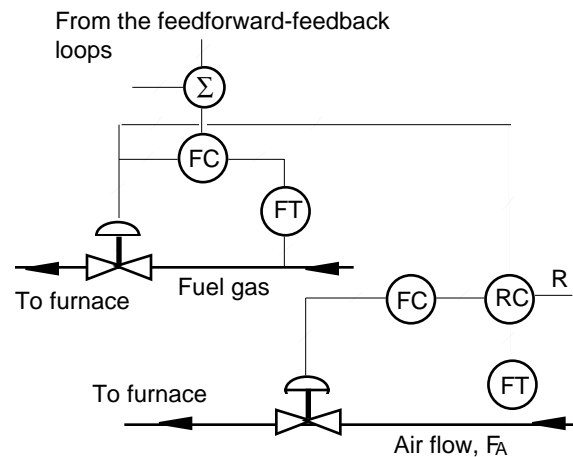 From the feedforward-feedback
loops
Σ
FC
FT
Fuel gas
To furnace
FC
RC
R
FT
To furnace
Air flow, FA